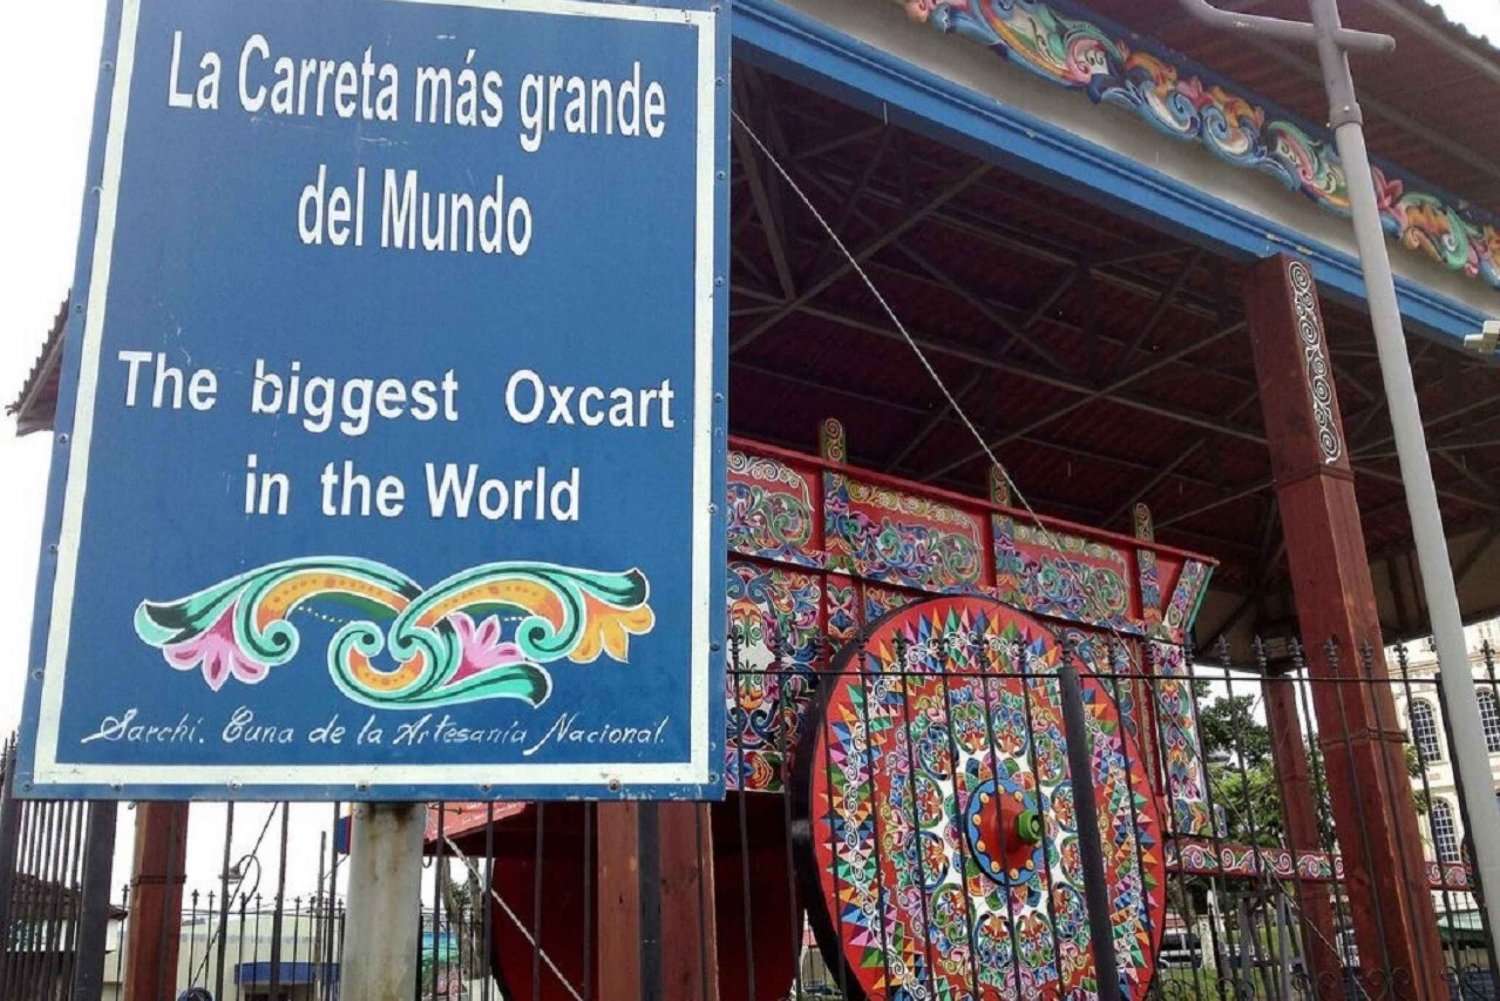 La Carreta más grande
del Mundo
The biggest Oxcart
in the World
Sarchí. Cuna de la Artesanía Nacional.